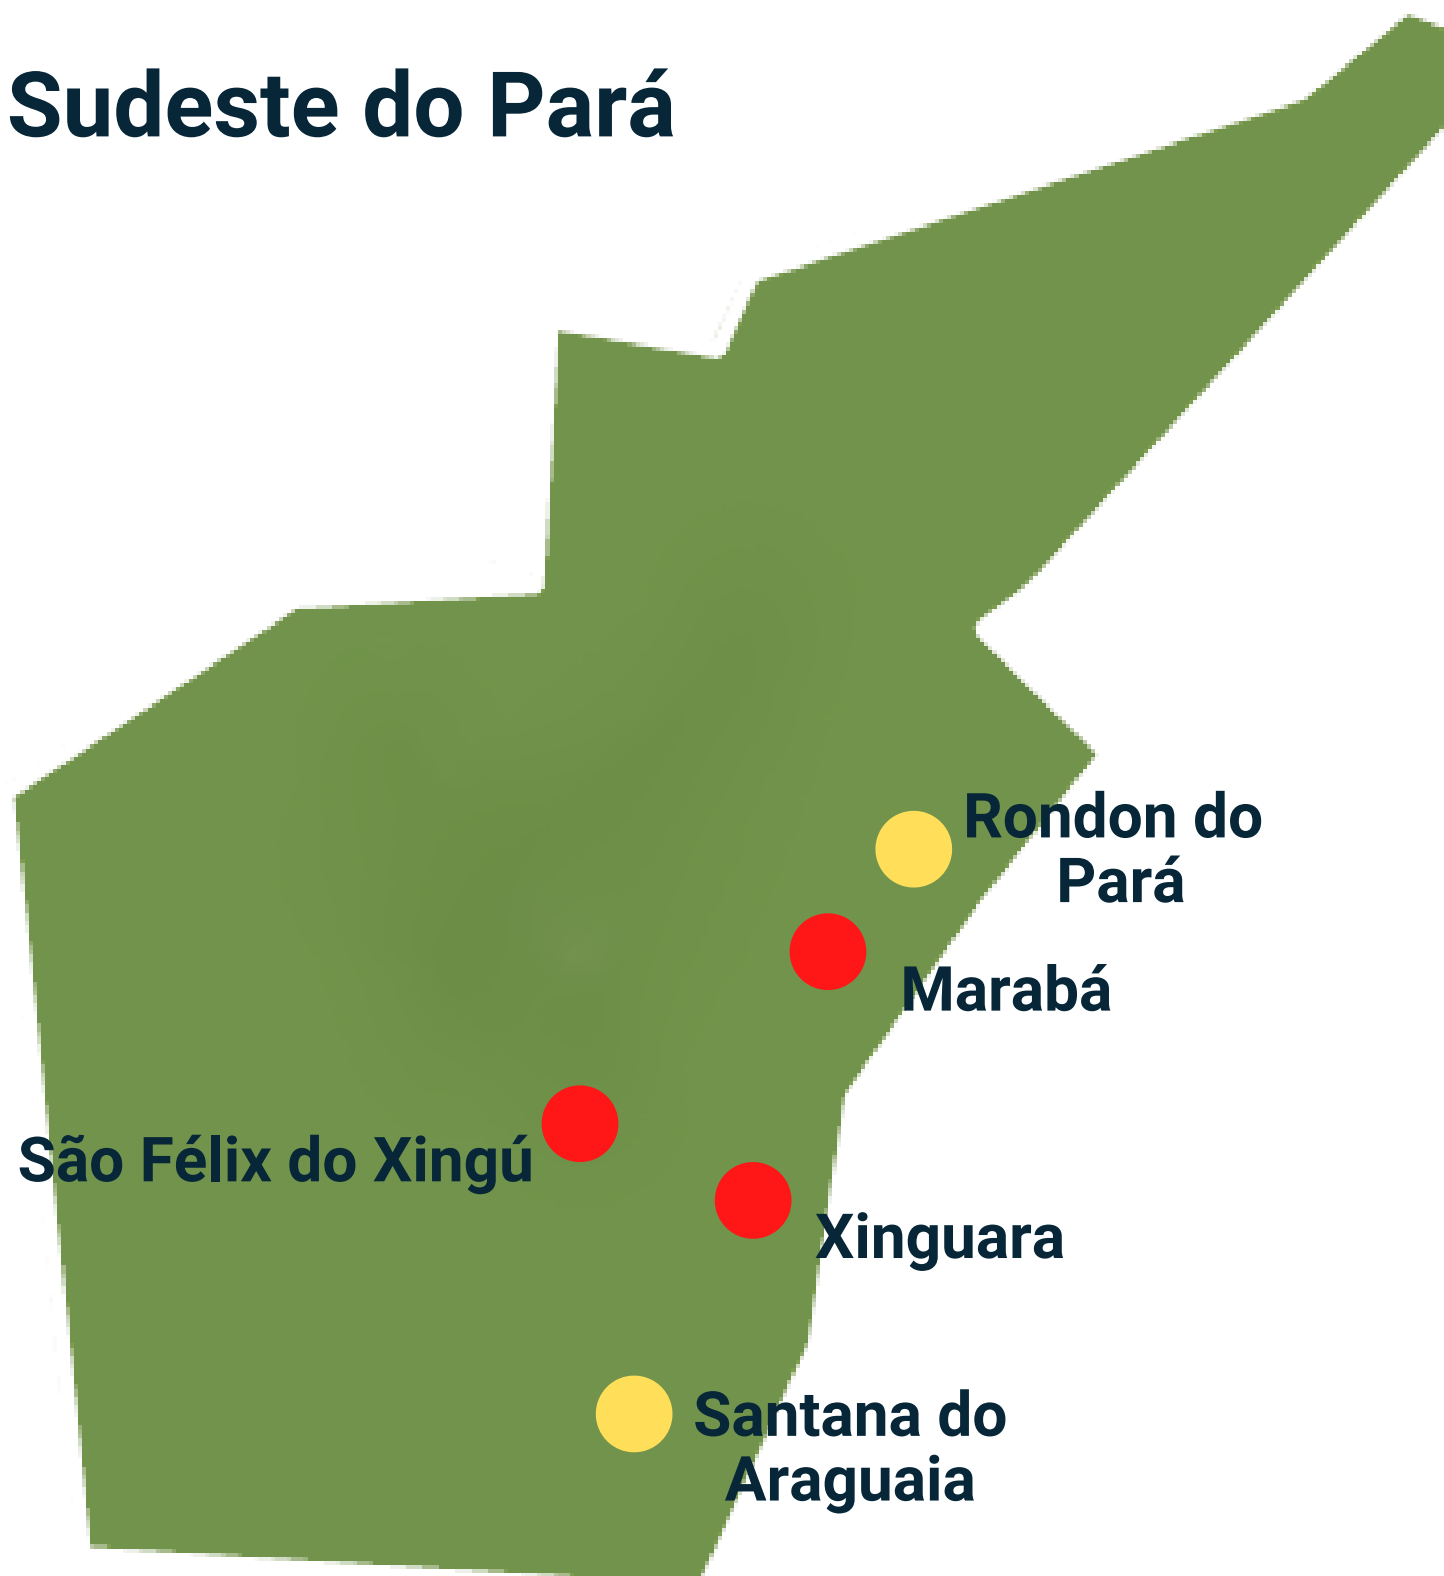 Sudeste do Pará
Rondon do
Pará
Marabá
São Félix do Xingú
Xinguara
Santana do
Araguaia